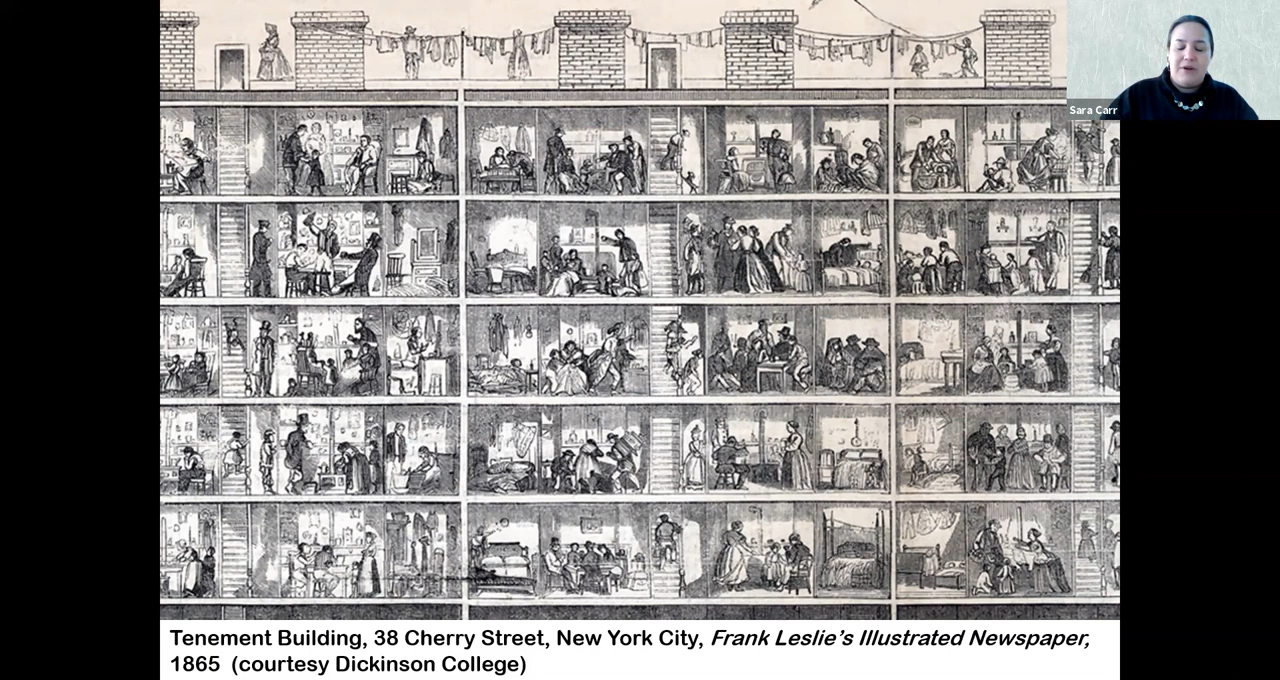 Sara Carr
Tenement Building, 38 Cherry Street, New York City, Frank Leslie's Illustrated Newspaper,
1865 (courtesy Dickinson College)